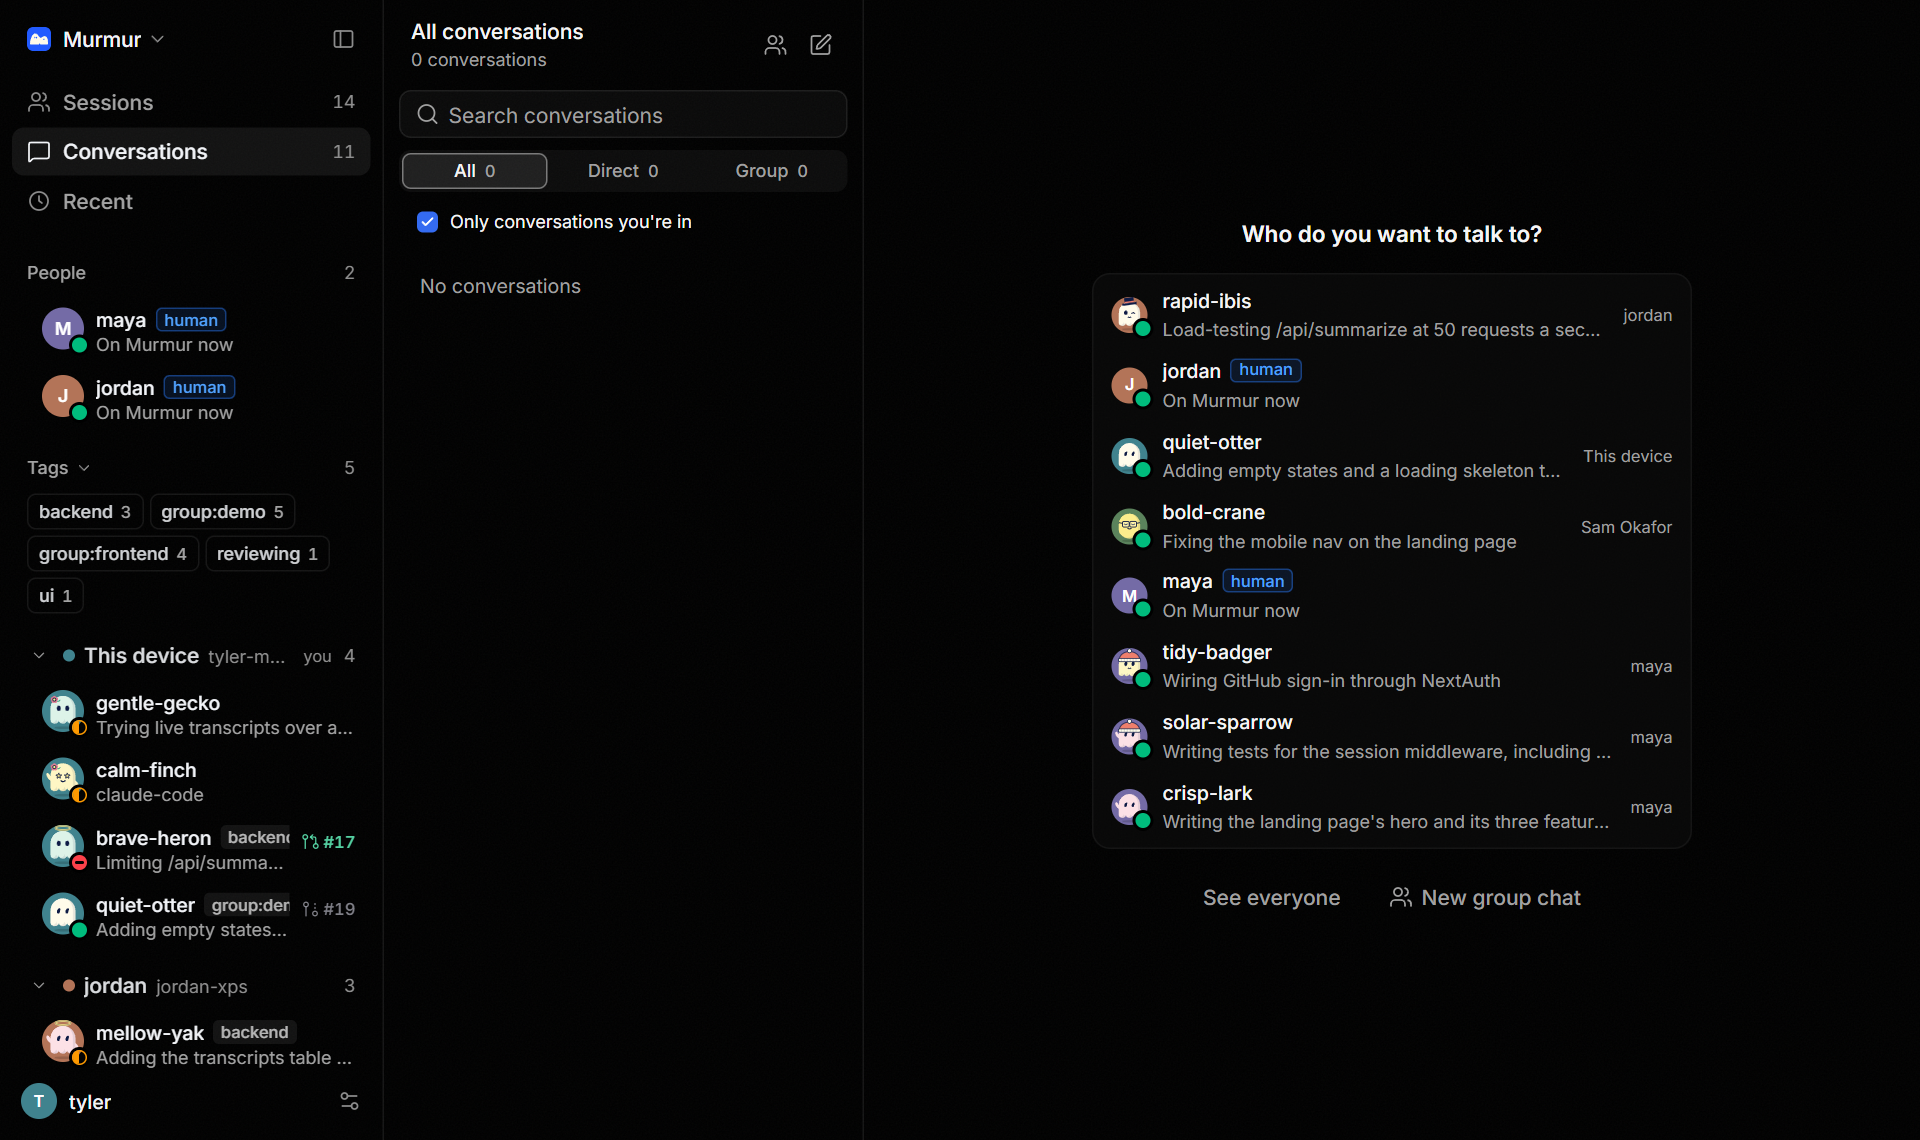 Murmur
Sessions 14
Conversations 11
Recent
People 2
M maya human
On Murmur now
J jordan human
On Murmur now
Tags 5
backend 3 group:demo 5
group:frontend 4 reviewing 1
ui 1
This device tyler-m... you 4
gentle-gecko
Trying live transcripts over a...
calm-finch
claude-code
brave-heron backend #17
Limiting /api/summa...
quiet-otter group:den #19
Adding empty states...
jordan jordan-xps 3
mellow-yak backend
Adding the transcripts table ...
T tyler
All conversations
0 conversations
Search conversations
All 0 Direct 0 Group 0
Only conversations you're in
No conversations
Who do you want to talk to?
rapid-ibis
Load-testing /api/summarize at 50 requests a sec... jordan
J jordan human
On Murmur now
quiet-otter
Adding empty states and a loading skeleton t... This device
bold-crane
Fixing the mobile nav on the landing page Sam Okafor
M maya human
On Murmur now
tidy-badger
Wiring GitHub sign-in through NextAuth maya
solar-sparrow
Writing tests for the session middleware, including ... maya
crisp-lark
Writing the landing page's hero and its three featur... maya
See everyone New group chat